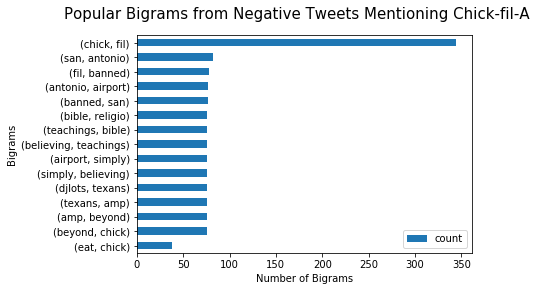 Popular Bigrams from Negative Tweets Mentioning Chick-fil-A
(chick, fil)
(san, antonio)
(fil, banned)
(antonio, airport)
(banned, san)
(bible, religio)
(teachings, bible)
(believing, teachings)
(airport, simply)
(simply, believing)
(djlots, texans)
(texans, amp)
(amp, beyond)
(beyond, chick)
(eat, chick)
Bigrams
count
0 50 100 150 200 250 300 350
Number of Bigrams